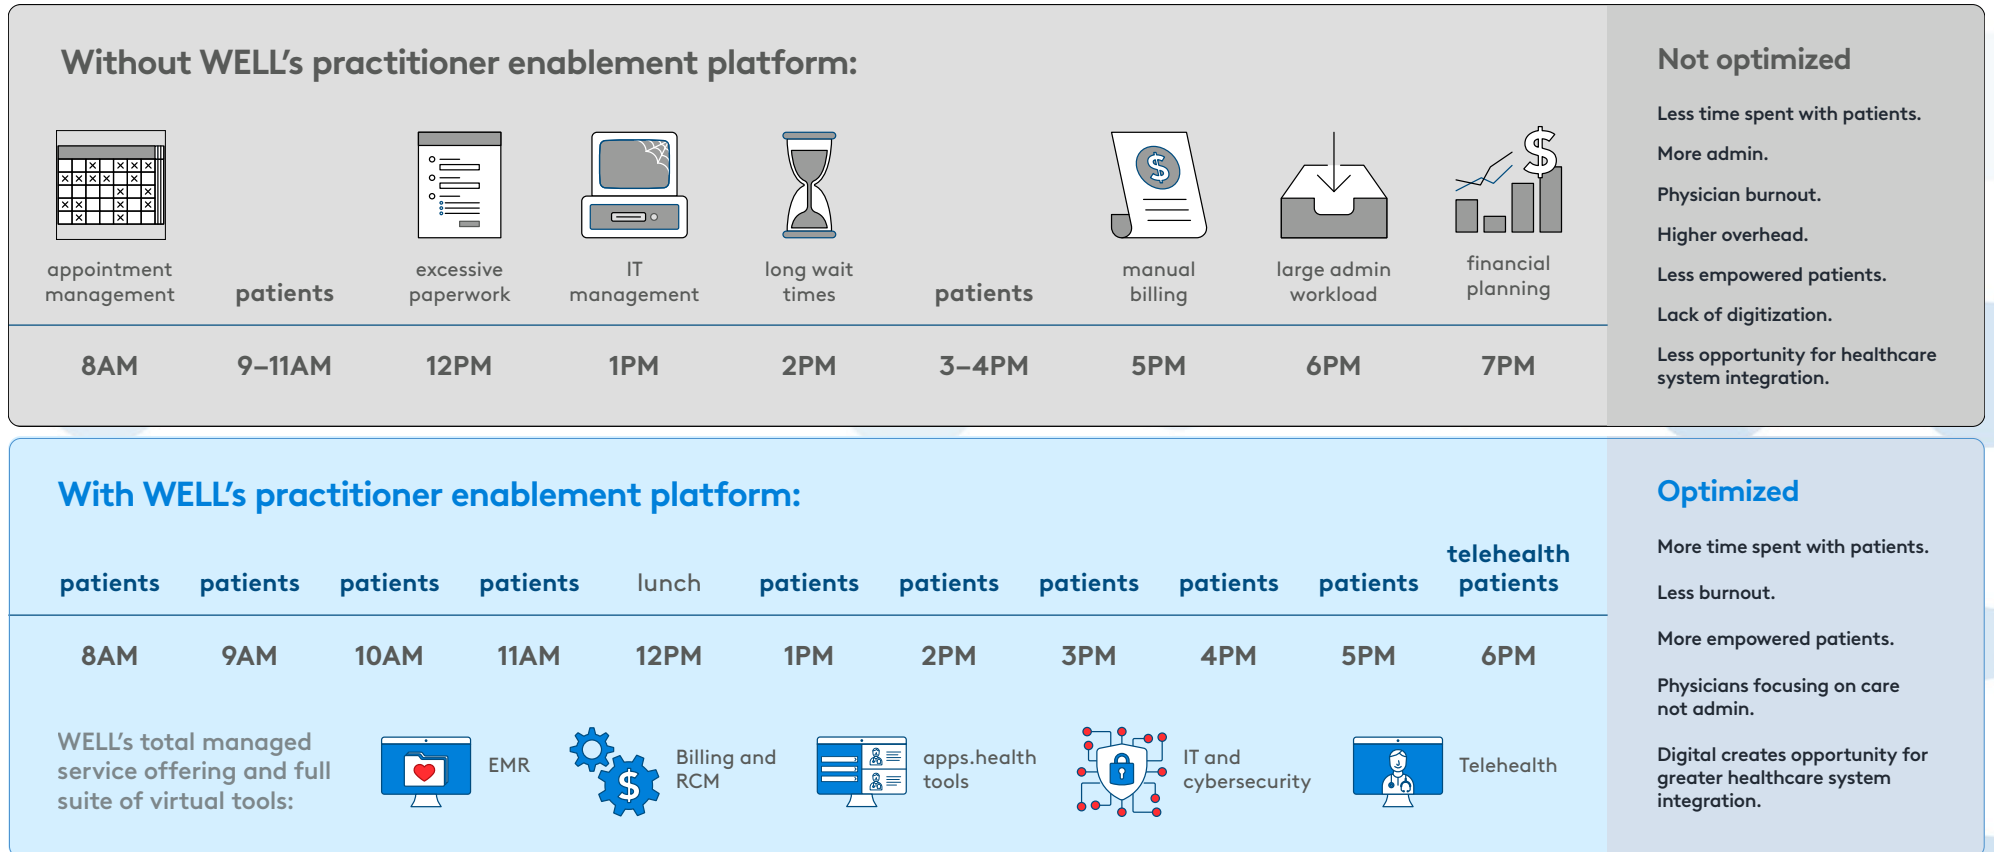 Without WELL's practitioner enablement platform:
appointment
management
patients
excessive
paperwork
IT
management
long wait
times
patients
manual
billing
large admin
workload
financial
planning
8AM
9–11AM
12PM
1PM
2PM
3–4PM
5PM
6PM
7PM
Not optimized
Less time spent with patients.
More admin.
Physician burnout.
Higher overhead.
Less empowered patients.
Lack of digitization.
Less opportunity for healthcare
system integration.
With WELL's practitioner enablement platform:
patients
patients
patients
patients
lunch
patients
patients
patients
patients
patients
telehealth
patients
8AM
9AM
10AM
11AM
12PM
1PM
2PM
3PM
4PM
5PM
6PM
WELL's total managed
service offering and full
suite of virtual tools:
EMR
Billing and
RCM
apps.health
tools
IT and
cybersecurity
Telehealth
Optimized
More time spent with patients.
Less burnout.
More empowered patients.
Physicians focusing on care
not admin.
Digital creates opportunity for
greater healthcare system
integration.